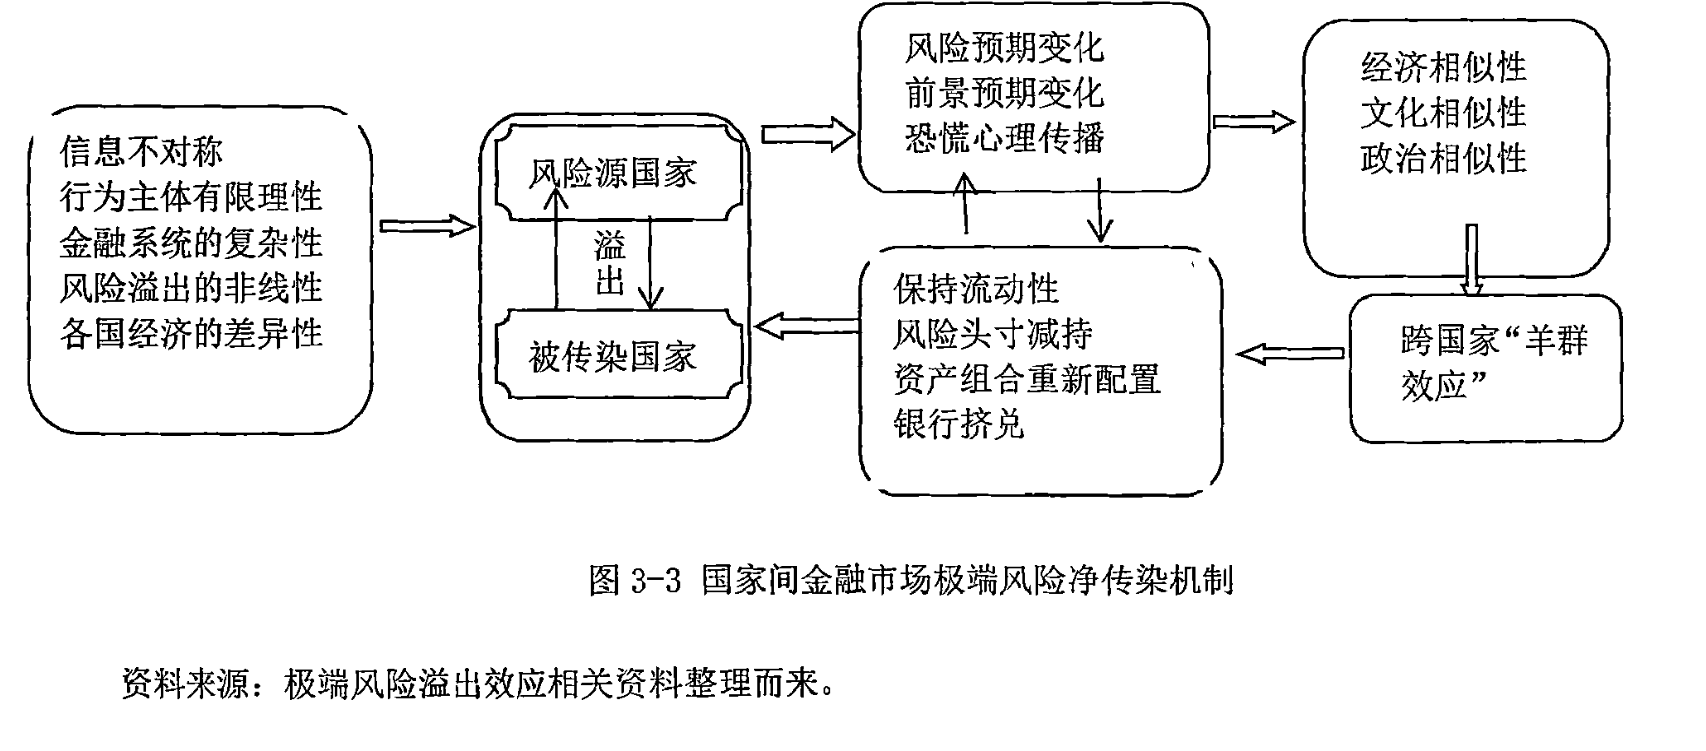 信息不对称
行为主体有限理性
金融系统的复杂性
风险溢出的非线性
各国经济的差异性
风险源国家
溢
出
被传染国家
风险预期变化
前景预期变化
恐慌心理传播
经济相似性
文化相似性
政治相似性
跨国家“羊群
效应”
保持流动性
风险头寸减持
资产组合重新配置
银行挤兑
图 3-3 国家间金融市场极端风险净传染机制
资料来源：极端风险溢出效应相关资料整理而来。